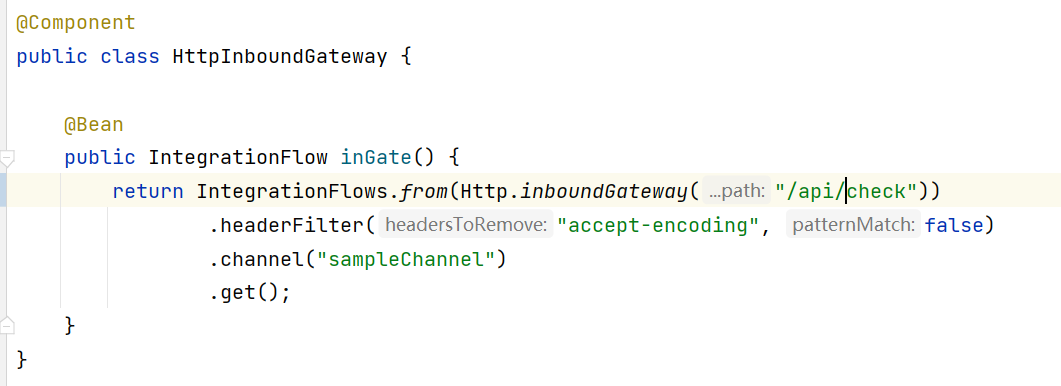 @Component
public class HttpInboundGateway {
@Bean
public IntegrationFlow inGate() {
return IntegrationFlows.from(Http.inboundGateway( ...path: "/api/check"))
.headerFilter( headersToRemove: "accept-encoding", patternMatch: false)
.channel("sampleChannel")
.get();
}
}